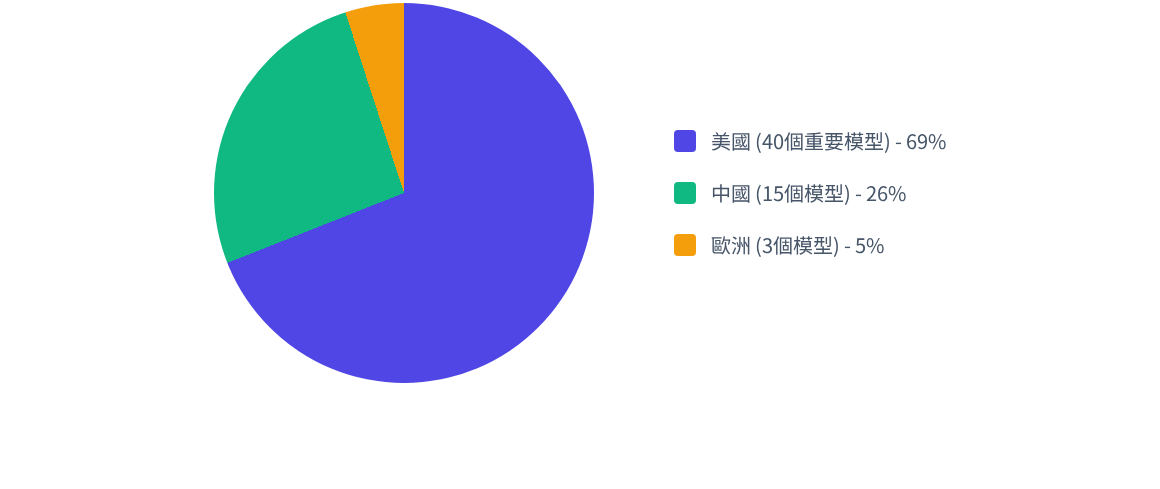 美國 (40個重要模型) - 69%
中國 (15個模型) - 26%
歐洲 (3個模型) - 5%